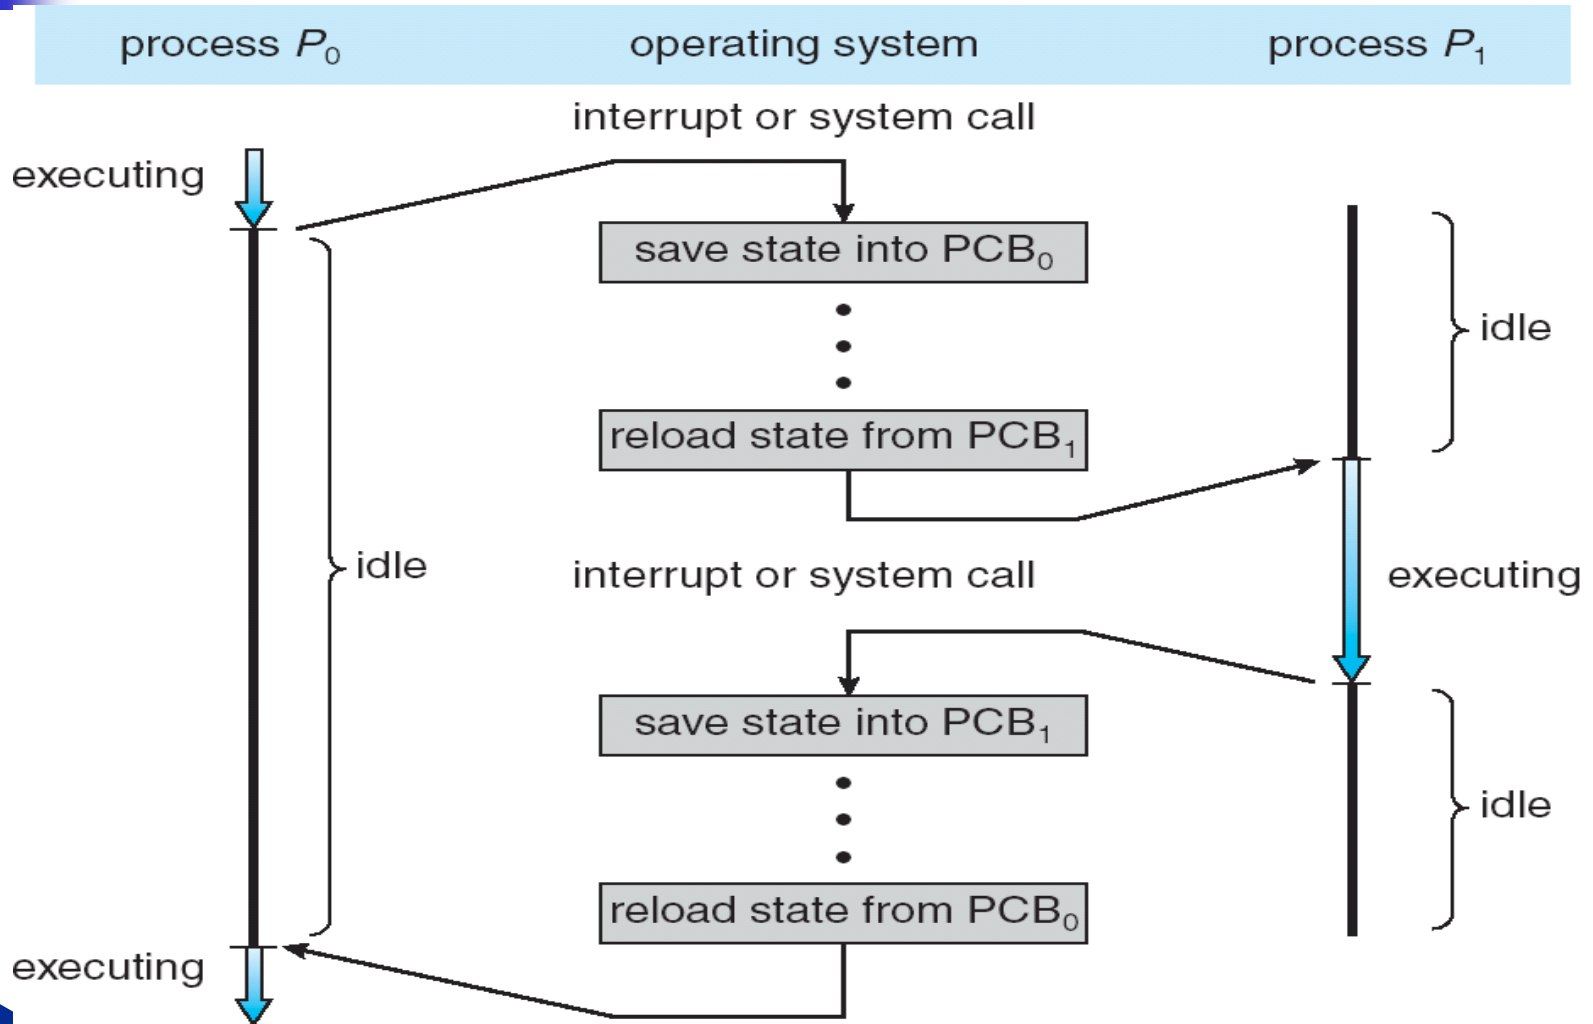 process P₀ operating system process P₁
interrupt or system call
executing
save state into PCB₀
idle
reload state from PCB₁
idle
interrupt or system call
executing
save state into PCB₁
idle
reload state from PCB₀
executing